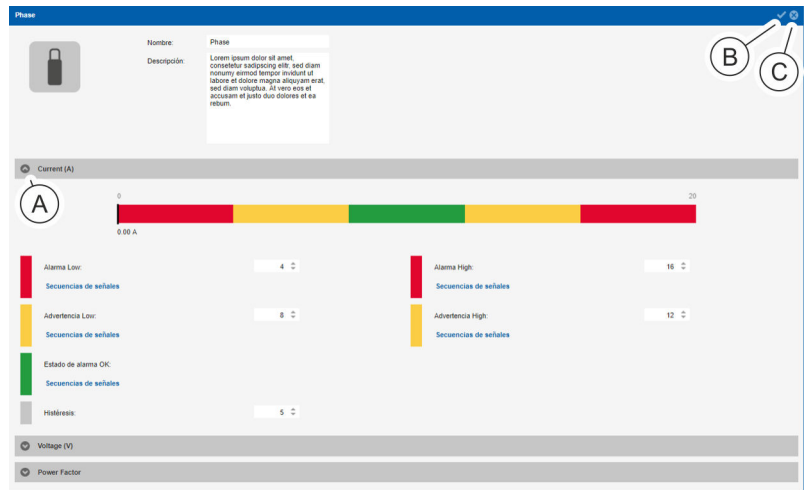 Phase
B
C
Nombre:
Phase
Descripción:
Lorem ipsum dolor sit amet,
consetetur sadipscing elitr, sed diam
nonumy eirmod tempor invidunt ut
labore et dolore magna aliquyam erat,
sed diam voluptua. At vero eos et
accusam et justo duo dolores et ea
rebum.
Current (A)
A
0
20
0.00 A
Alarma Low:
4
Alarma High:
16
Secuencias de señales
Secuencias de señales
Advertencia Low:
8
Advertencia High:
12
Secuencias de señales
Secuencias de señales
Estado de alarma OK:
Secuencias de señales
Histéresis:
5
Voltage (V)
Power Factor